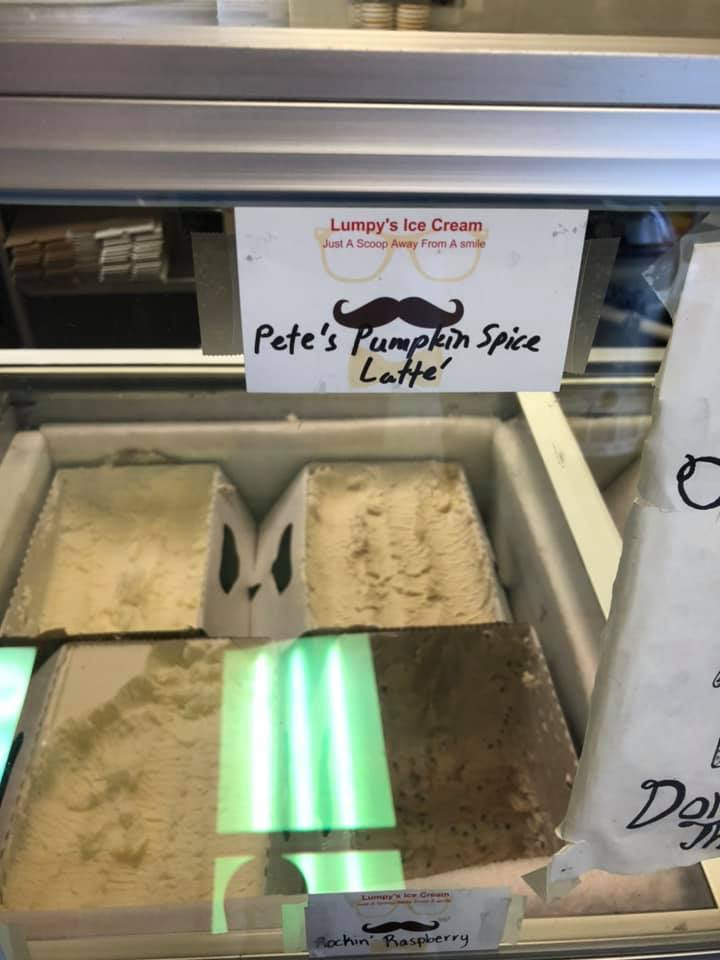 Lumpy's Ice Cream
Just A Scoop Away From A smile
Pete's Pumpkin Spice
Latte'
Lumpy's Ice Cream
Rockin' Raspberry